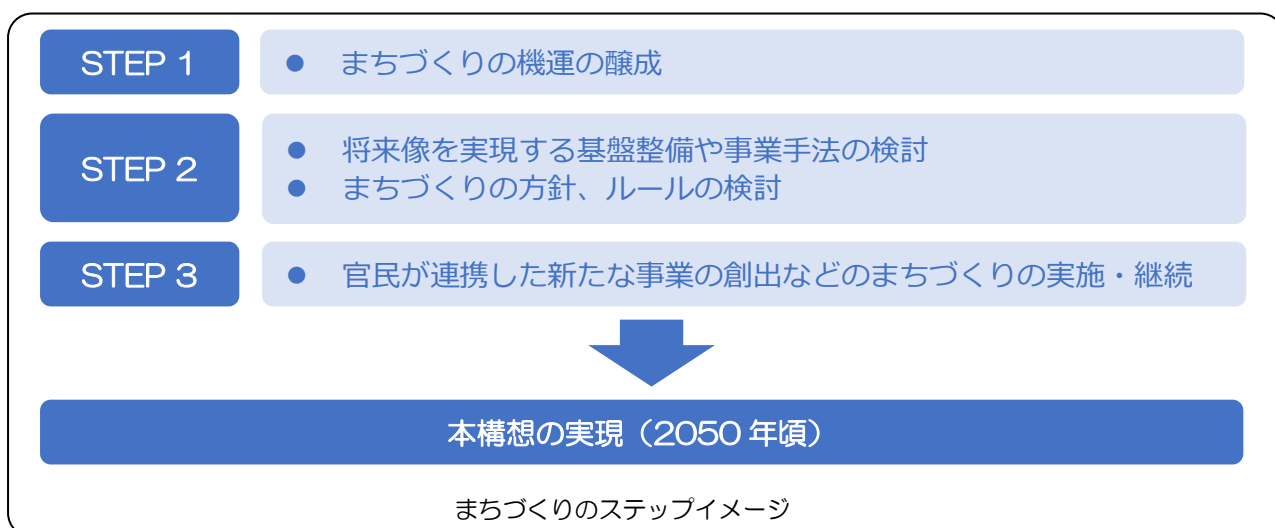 STEP 1
● まちづくりの機運の醸成
STEP 2
● 将来像を実現する基盤整備や事業手法の検討
● まちづくりの方針、ルールの検討
STEP 3
● 官民が連携した新たな事業の創出などのまちづくりの実施・継続
本構想の実現（2050 年頃）
まちづくりのステップイメージ